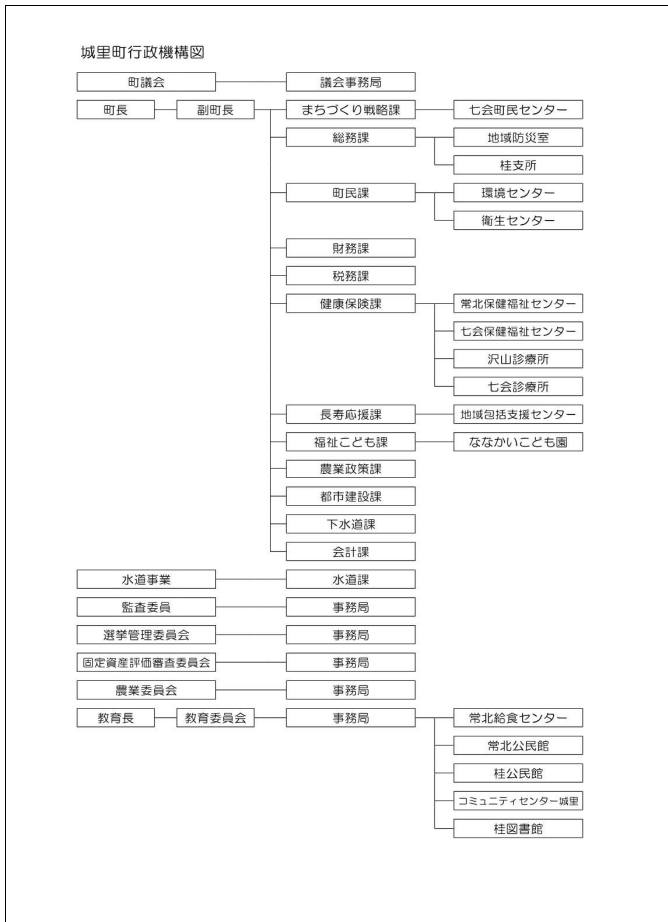 城里町行政機構図
町議会 議会事務局
町長 副町長 まちづくり戦略課 七会町民センター
総務課 地域防災室
桂支所
町民課 環境センター
衛生センター
財務課
税務課
健康保険課 常北保健福祉センター
七会保健福祉センター
沢山診療所
七会診療所
長寿応援課 地域包括支援センター
福祉こども課 ななかいこども園
農業政策課
都市建設課
下水道課
会計課
水道事業 水道課
監査委員 事務局
選挙管理委員会 事務局
固定資産評価審査委員会 事務局
農業委員会 事務局
教育長 教育委員会 事務局 常北給食センター
常北公民館
桂公民館
コミュニティセンター城里
桂図書館